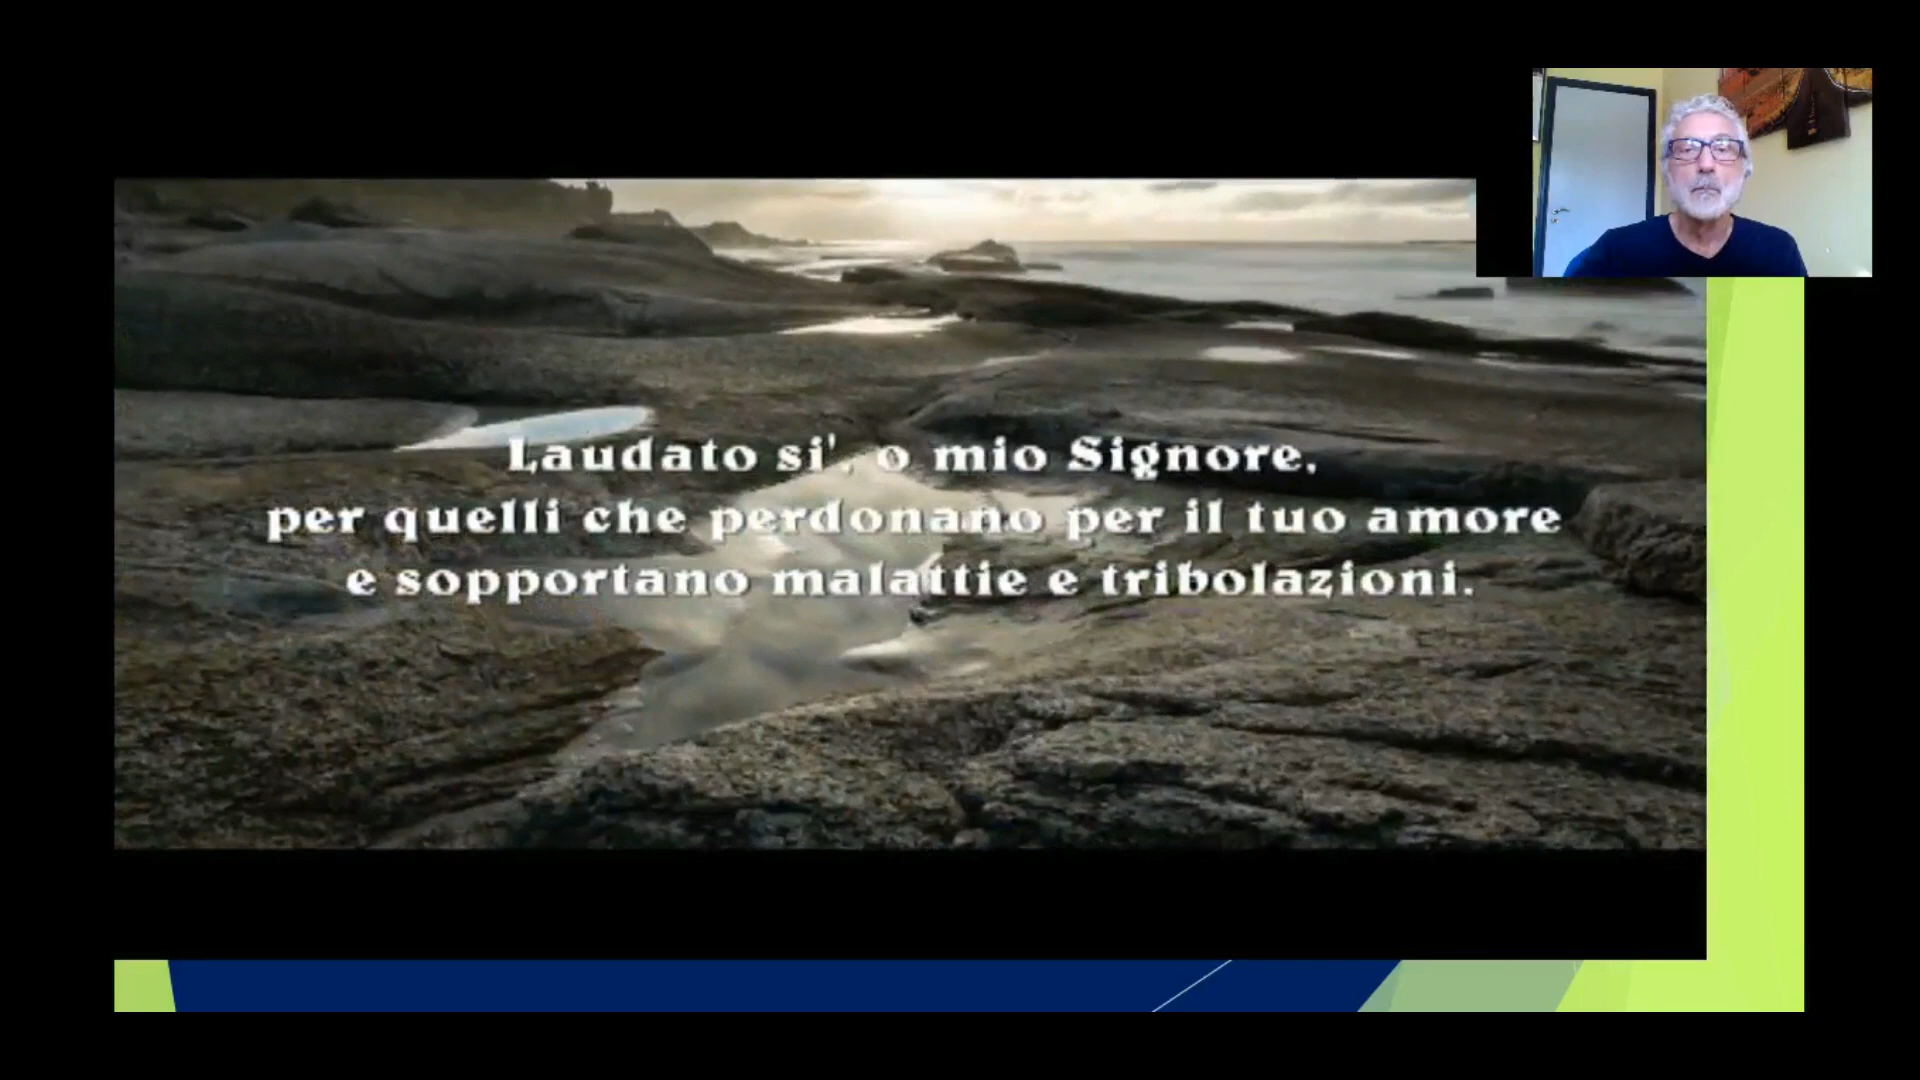 Laudato si', o mio Signore,
per quelli che perdonano per il tuo amore
e sopportano malattie e tribolazioni.